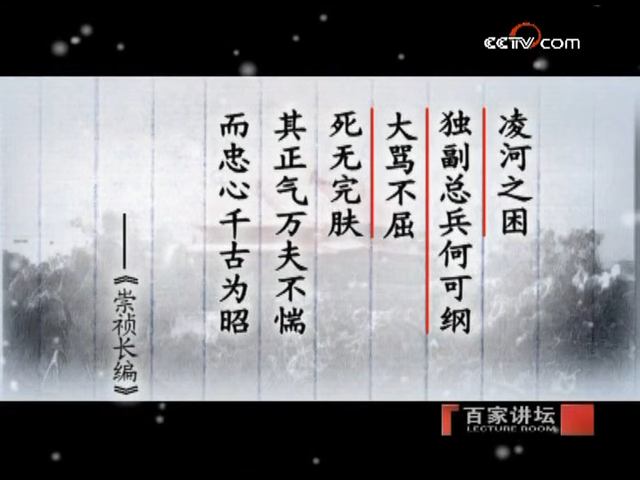 CCTV.com
凌河之困
独副总兵何可纲
大骂不屈
死无完肤
其正气万夫不惴
而忠心千古为昭
——《崇祯长编》
百家讲坛
LECTURE ROOM